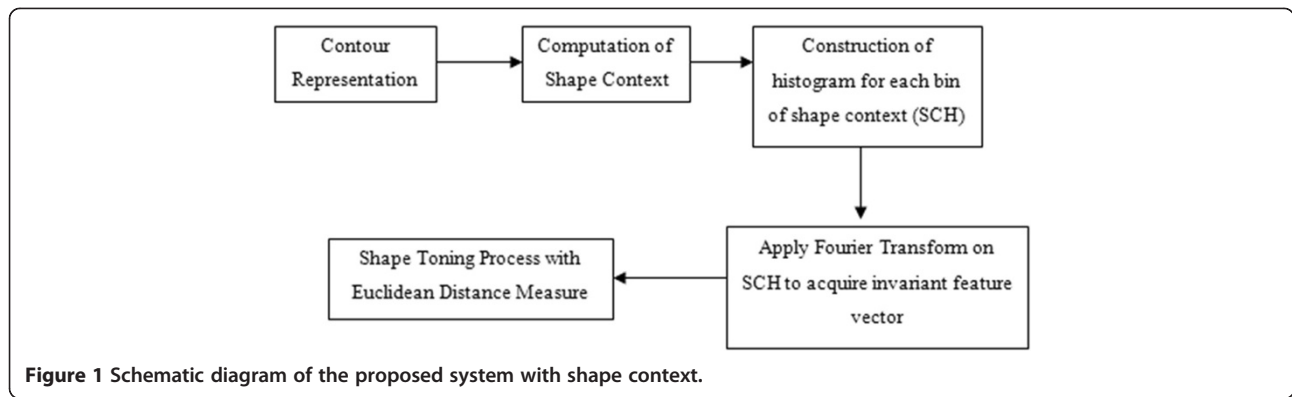 Contour
Representation
Computation of
Shape Context
Construction of
histogram for each bin
of shape context (SCH)
Apply Fourier Transform on
SCH to acquire invariant feature
vector
Shape Toning Process with
Euclidean Distance Measure
Figure 1 Schematic diagram of the proposed system with shape context.